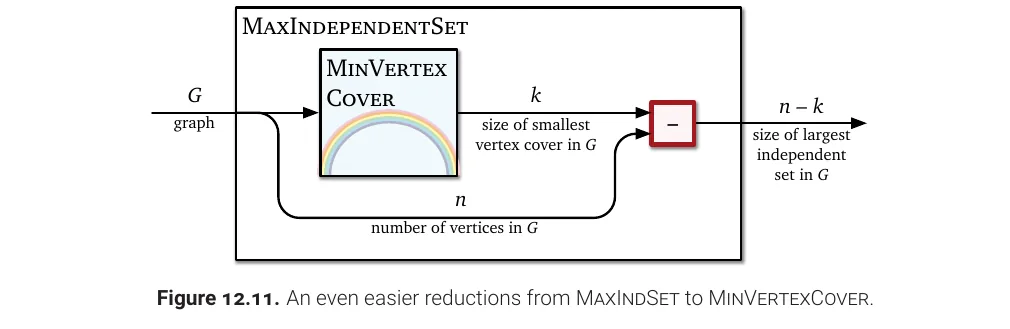 MaxIndependentSet
MinVertex
Cover
G
graph
k
size of smallest
vertex cover in G
–
n – k
size of largest
independent
set in G
n
number of vertices in G
Figure 12.11. An even easier reductions from MaxIndSet to MinVertexCover.